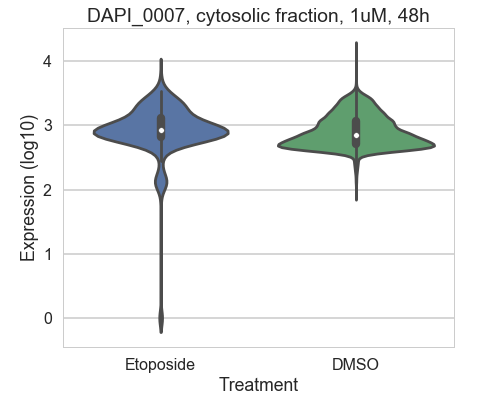 DAPI_0007, cytosolic fraction, 1uM, 48h
Expression (log10)
4
3
2
1
0
Etoposide DMSO
Treatment